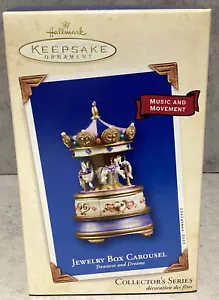 Hallmark
KEEPSAKE
ORNAMENT
MUSIC AND
MOVEMENT
JEWELRY BOX CAROUSEL
Treasures and Dreams
COLLECTOR'S SERIES
décoration des fêtes